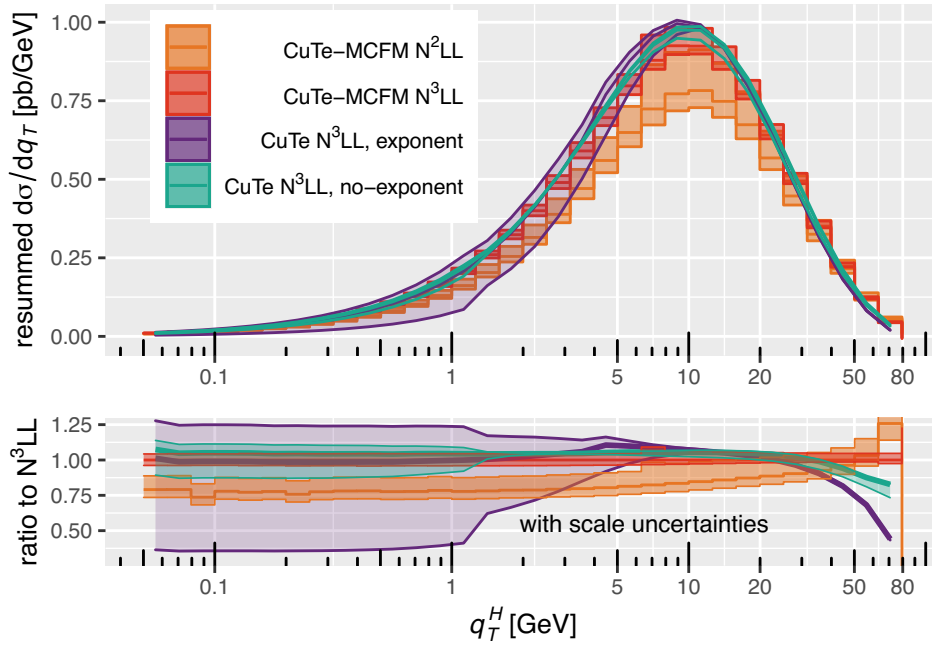 resummed dσ/dq_T [pb/GeV]
1.00
0.75
0.50
0.25
0.00
CuTe−MCFM N²LL
CuTe−MCFM N³LL
CuTe N³LL, exponent
CuTe N³LL, no−exponent
0.1 1 5 10 20 50 80
ratio to N³LL
1.25
1.00
0.75
0.50
with scale uncertainties
0.1 1 5 10 20 50 80
q_T^H [GeV]